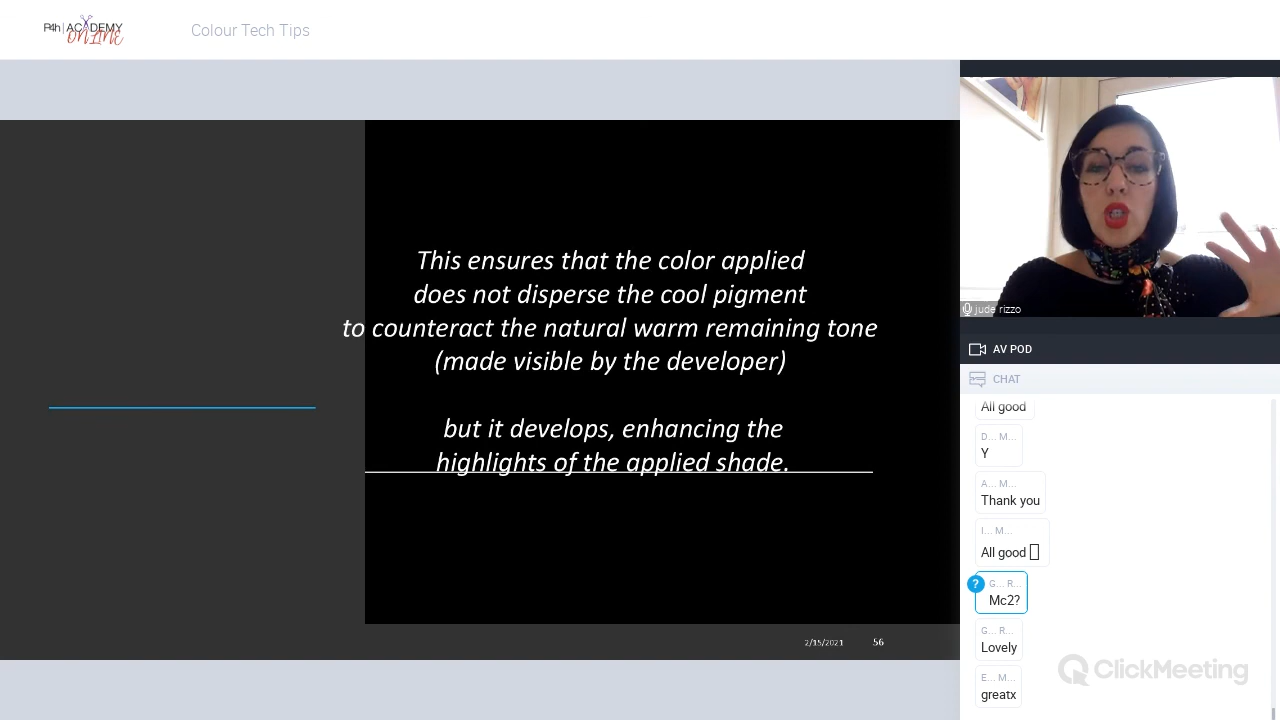 P4h | ACADEMY
ONLINE
Colour Tech Tips
This ensures that the color applied
does not disperse the cool pigment
to counteract the natural warm remaining tone
(made visible by the developer)
but it develops, enhancing the
highlights of the applied shade.
2/15/2021 56
jude rizzo
AV POD
CHAT
All good
D... M...
Y
A... M...
Thank you
I... M...
All good
? G... R...
Mc2?
G... R...
Lovely
E... M...
greatx
ClickMeeting